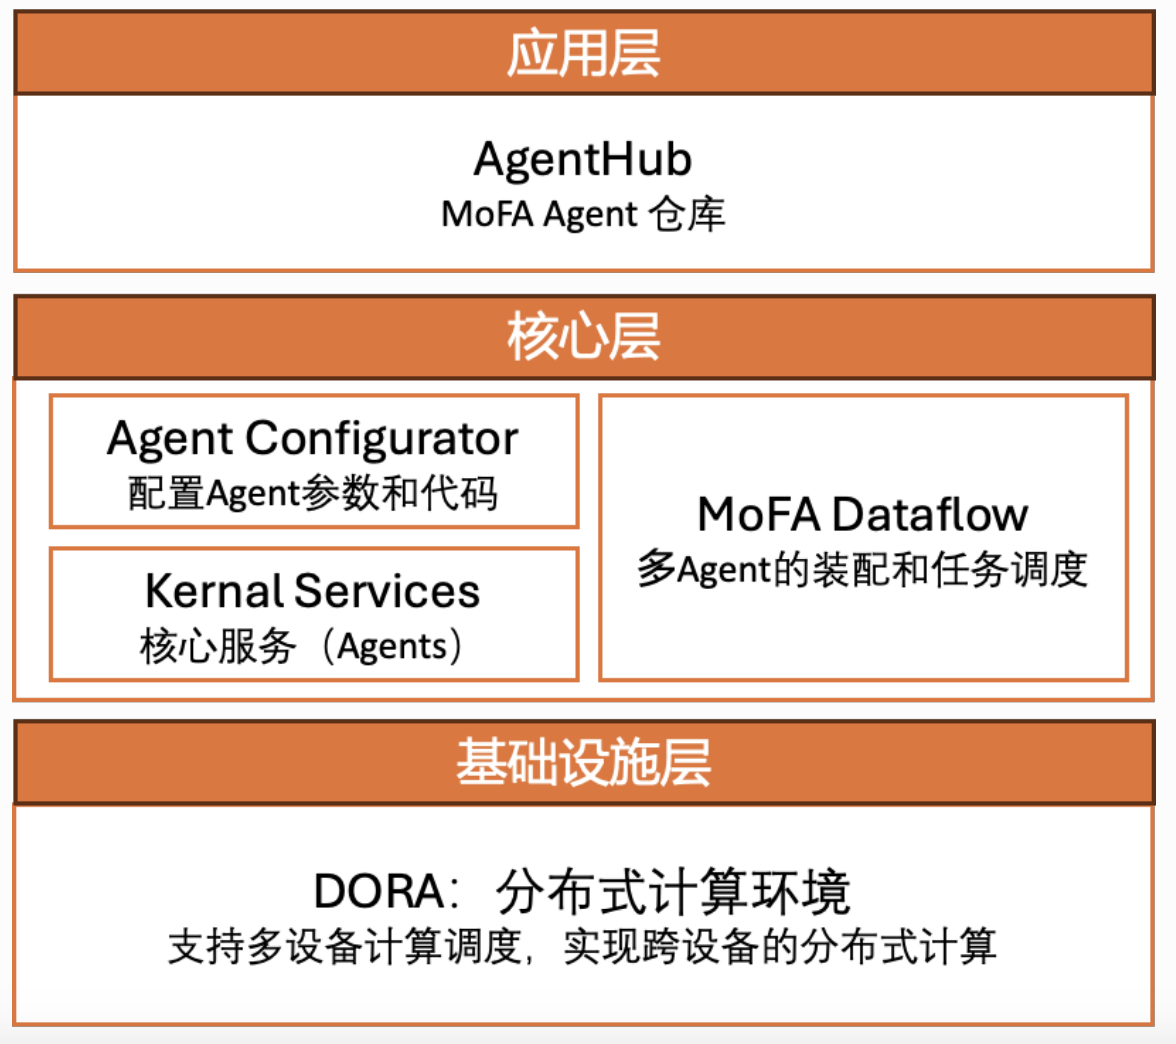 应用层
AgentHub
MoFA Agent 仓库
核心层
Agent Configurator
配置Agent参数和代码
Kernal Services
核心服务（Agents）
MoFA Dataflow
多Agent的装配和任务调度
基础设施层
DORA：分布式计算环境
支持多设备计算调度，实现跨设备的分布式计算